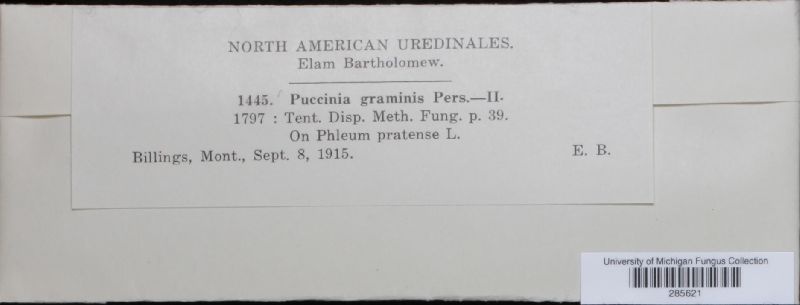 NORTH AMERICAN UREDINALES.
Elam Bartholomew.
1445. Puccinia graminis Pers.—II.
1797 : Tent. Disp. Meth. Fung. p. 39.
On Phleum pratense L.
Billings, Mont., Sept. 8, 1915. E. B.
University of Michigan Fungus Collection
285621